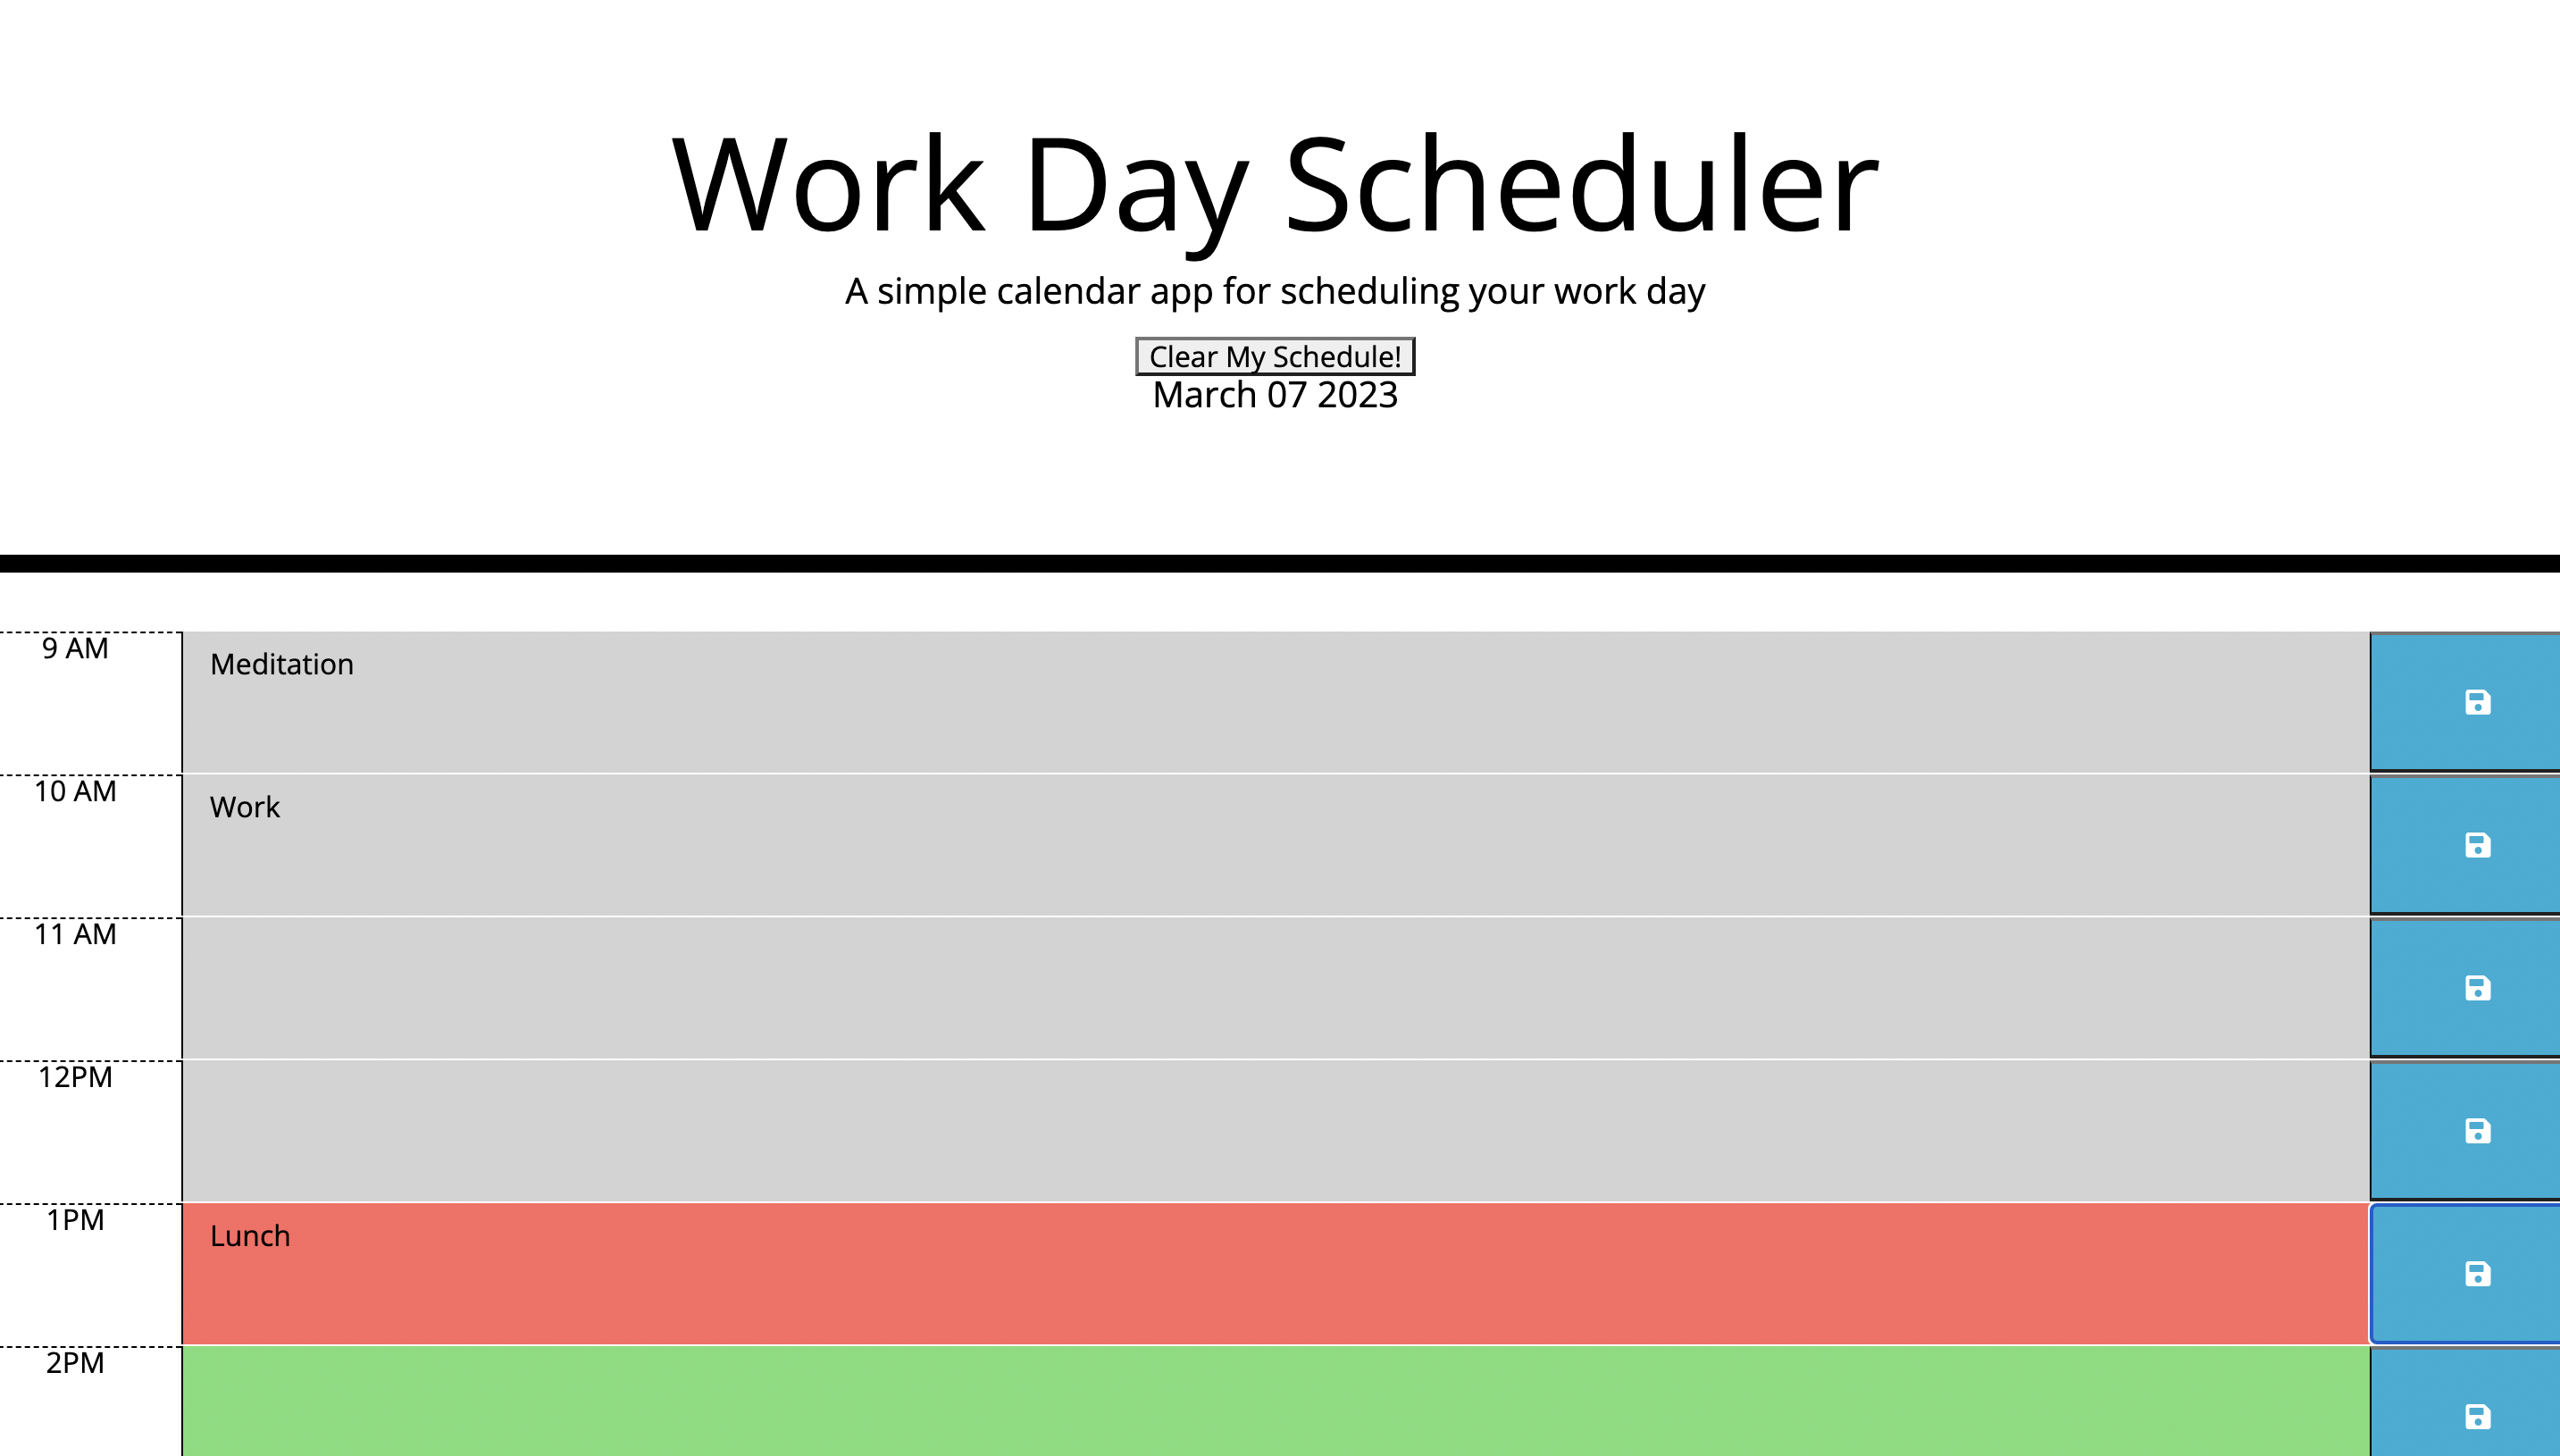 Work Day Scheduler
A simple calendar app for scheduling your work day
Clear My Schedule!
March 07 2023
9 AM
Meditation
10 AM
Work
11 AM
12PM
1PM
Lunch
2PM